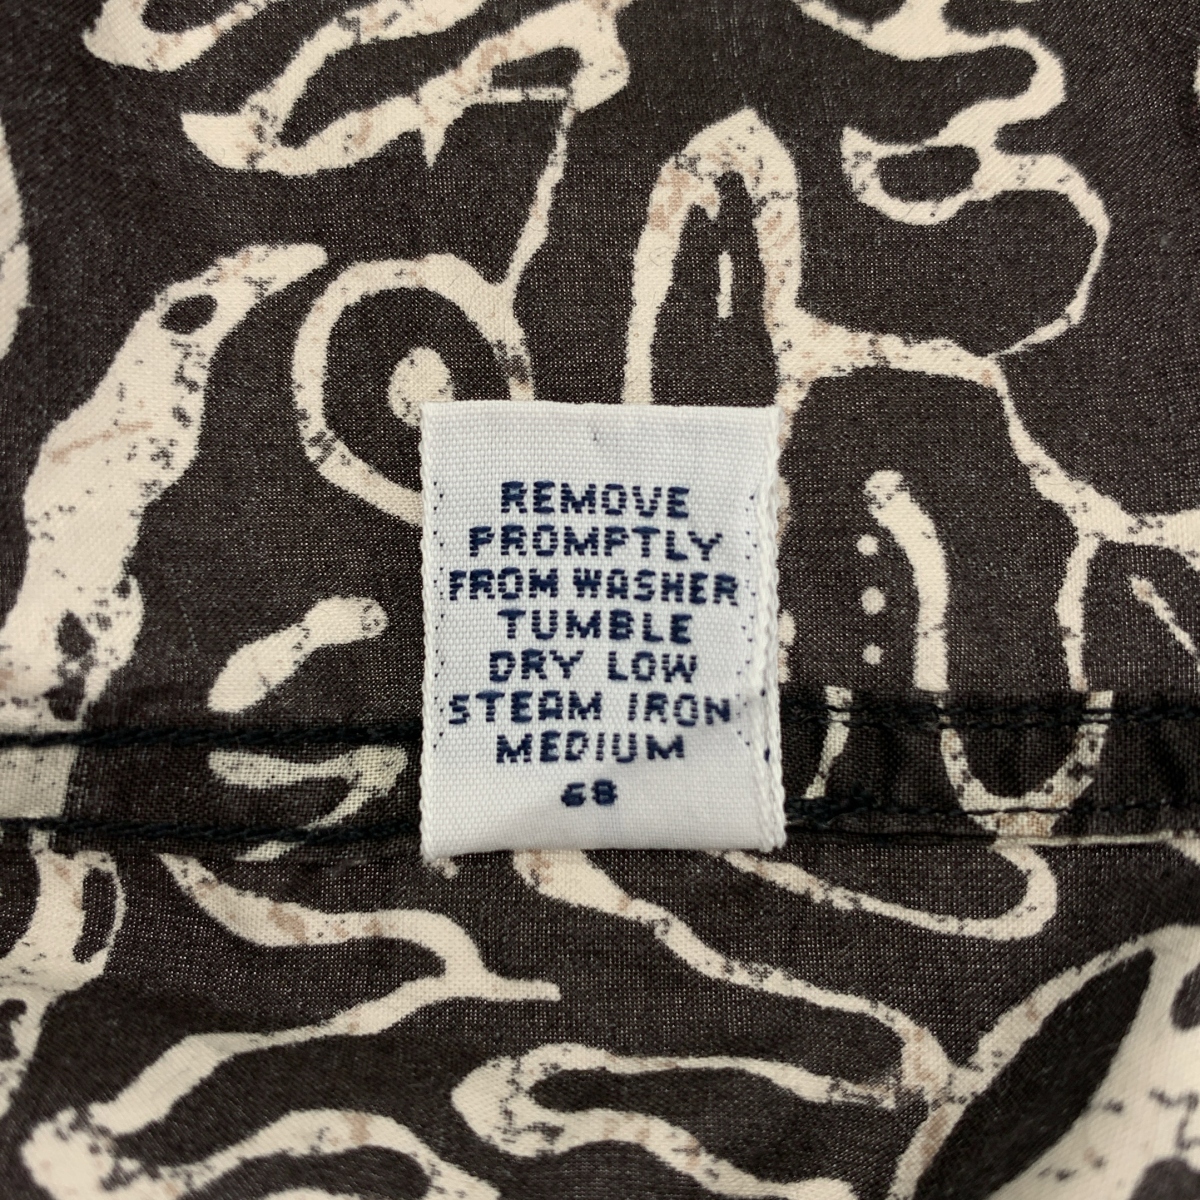 REMOVE
PROMPTLY
FROM WASHER
TUMBLE
DRY LOW
STEAM IRON
MEDIUM
68